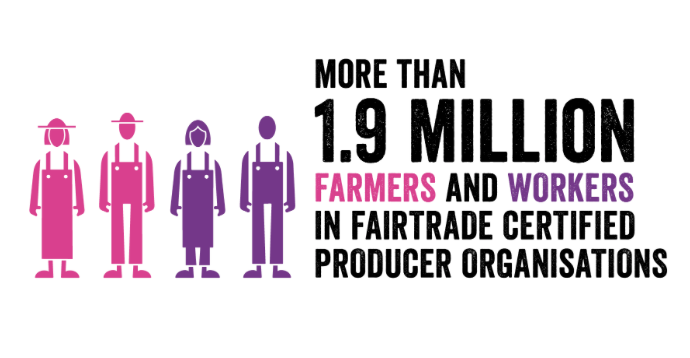 MORE THAN
1.9 MILLION
FARMERS AND WORKERS
IN FAIRTRADE CERTIFIED
PRODUCER ORGANISATIONS